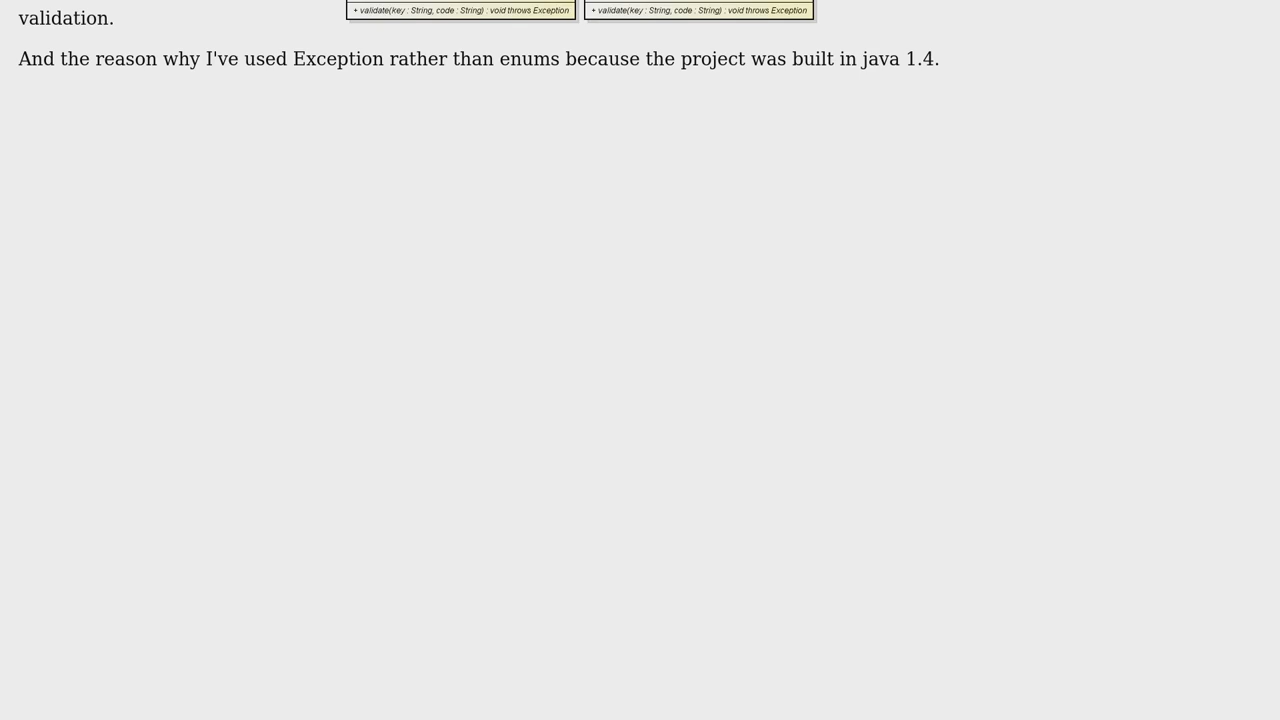 + validate(key : String, code : String) : void throws Exception
+ validate(key : String, code : String) : void throws Exception
validation.
And the reason why I've used Exception rather than enums because the project was built in java 1.4.